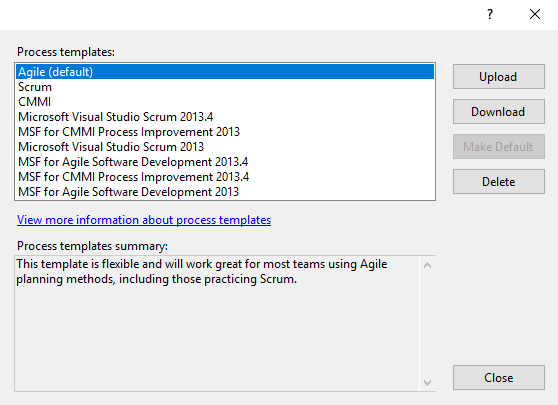 ?
Process templates:
Agile (default)
Scrum
CMMI
Microsoft Visual Studio Scrum 2013.4
MSF for CMMI Process Improvement 2013
Microsoft Visual Studio Scrum 2013
MSF for Agile Software Development 2013.4
MSF for CMMI Process Improvement 2013.4
MSF for Agile Software Development 2013
Upload
Download
Make Default
Delete
View more information about process templates
Process templates summary:
This template is flexible and will work great for most teams using Agile
planning methods, including those practicing Scrum.
Close